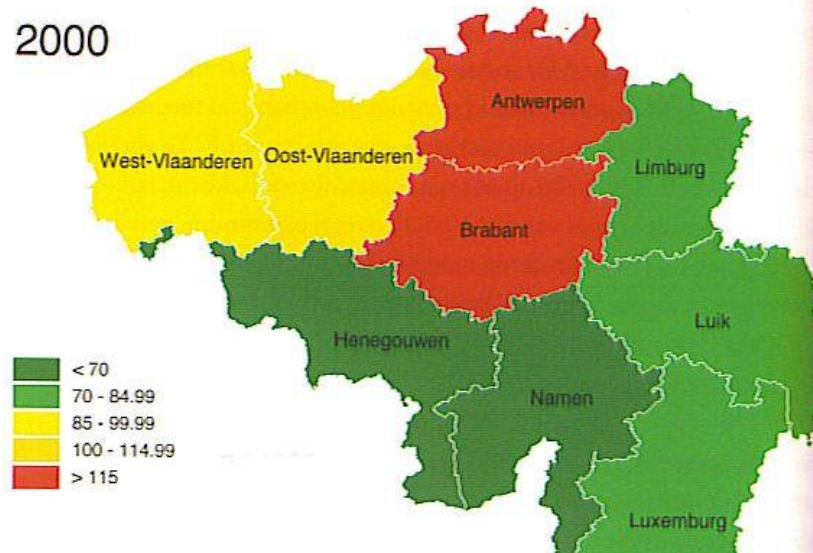 2000
Antwerpen
West-Vlaanderen
Oost-Vlaanderen
Limburg
Brabant
Luik
Henegouwen
Namen
Luxemburg
< 70
70 - 84.99
85 - 99.99
100 - 114.99
> 115